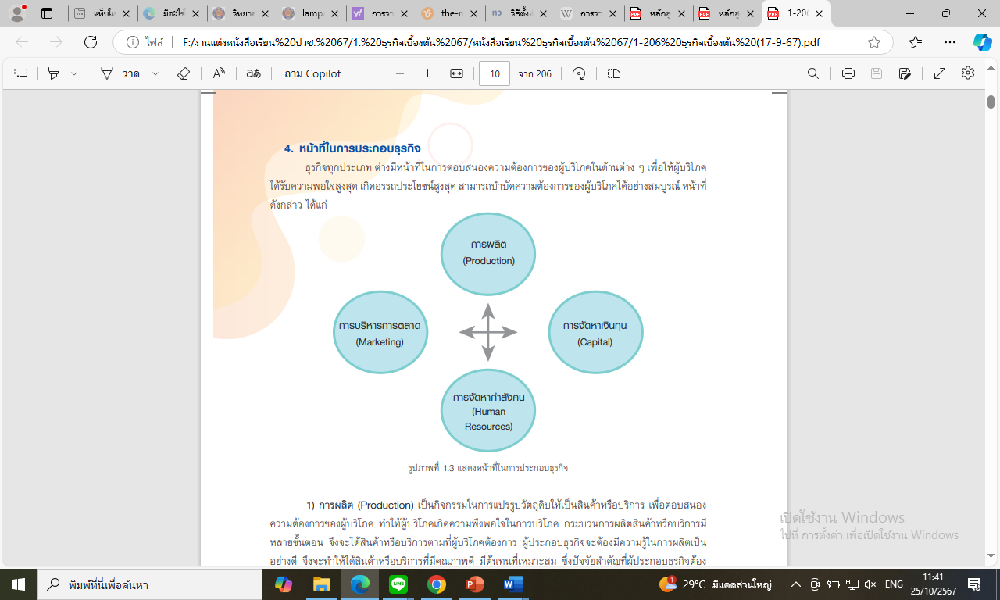 แท็บให
มีอะไร
วิทยาล
lampa
การวา
the-n
วิธีตั้งเ
การวา
หลักสู
หลักสู
1-206
ไฟล์ F:/งานแต่งหนังสือเรียน%20ปวช.%2067/1.%20ธุรกิจเบื้องต้น%2067/หนังสือเรียน%20ธุรกิจเบื้องต้น%2067/1-206%20ธุรกิจเบื้องต้น%20(17-9-67).pdf
วาด aあ ถาม Copilot 10 จาก 206
4. หน้าที่ในการประกอบธุรกิจ
ธุรกิจทุกประเภท ต่างมีหน้าที่ในการตอบสนองความต้องการของผู้บริโภคในด้านต่าง ๆ เพื่อให้ผู้บริโภค
ได้รับความพอใจสูงสุด เกิดอรรถประโยชน์สูงสุด สามารถบำบัดความต้องการของผู้บริโภคได้อย่างสมบูรณ์ หน้าที่
ดังกล่าว ได้แก่
การผลิต
(Production)
การบริหารการตลาด
(Marketing)
การจัดหาเงินทุน
(Capital)
การจัดหากำลังคน
(Human
Resources)
รูปภาพที่ 1.3 แสดงหน้าที่ในการประกอบธุรกิจ
1) การผลิต (Production) เป็นกิจกรรมในการแปรรูปวัตถุดิบให้เป็นสินค้าหรือบริการ เพื่อตอบสนอง
ความต้องการของผู้บริโภค ทำให้ผู้บริโภคเกิดความพึงพอใจในการบริโภค กระบวนการผลิตสินค้าหรือบริการมี
หลายขั้นตอน จึงจะได้สินค้าหรือบริการตามที่ผู้บริโภคต้องการ ผู้ประกอบธุรกิจจะต้องมีความรู้ในการผลิตเป็น
อย่างดี จึงจะทำให้ได้สินค้าหรือบริการที่มีคุณภาพดี มีต้นทุนที่เหมาะสม ซึ่งปัจจัยสำคัญที่ผู้ประกอบธุรกิจต้อง
เปิดใช้งาน Windows
ไปที่ การตั้งค่า เพื่อเปิดใช้งาน Windows
พิมพ์ที่นี่เพื่อค้นหา
1 29°C มีแดดส่วนใหญ่ ENG 11:41
25/10/2567